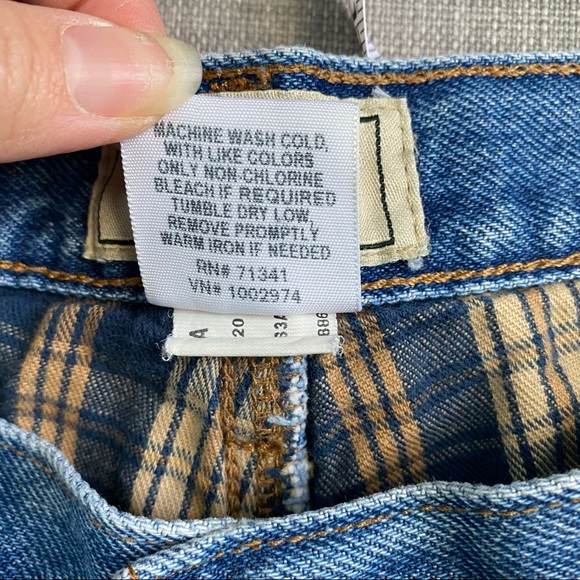 MACHINE WASH COLD,
WITH LIKE COLORS
ONLY NON-CHLORINE
BLEACH IF REQUIRED
TUMBLE DRY LOW,
REMOVE PROMPTLY
WARM IRON IF NEEDED
RN# 71341
VN# 1002974
A
20